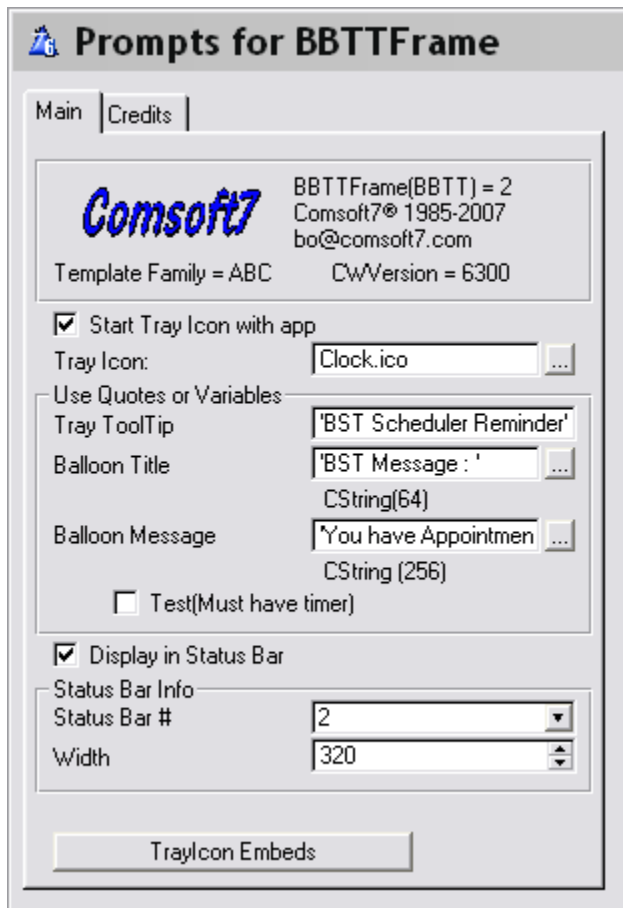 Prompts for BBTTFrame
Main
Credits
Comsoft7
BBTTFrame(BBTT) = 2
Comsoft7® 1985-2007
bo@comsoft7.com
Template Family = ABC
CWVersion = 6300
Start Tray Icon with app
Tray Icon:
Clock.ico
...
Use Quotes or Variables
Tray ToolTip
'BST Scheduler Reminder'
Balloon Title
'BST Message : '
...
CString(64)
Balloon Message
'You have Appointmen
...
CString (256)
Test(Must have timer)
Display in Status Bar
Status Bar Info
Status Bar #
2
Width
320
TrayIcon Embeds